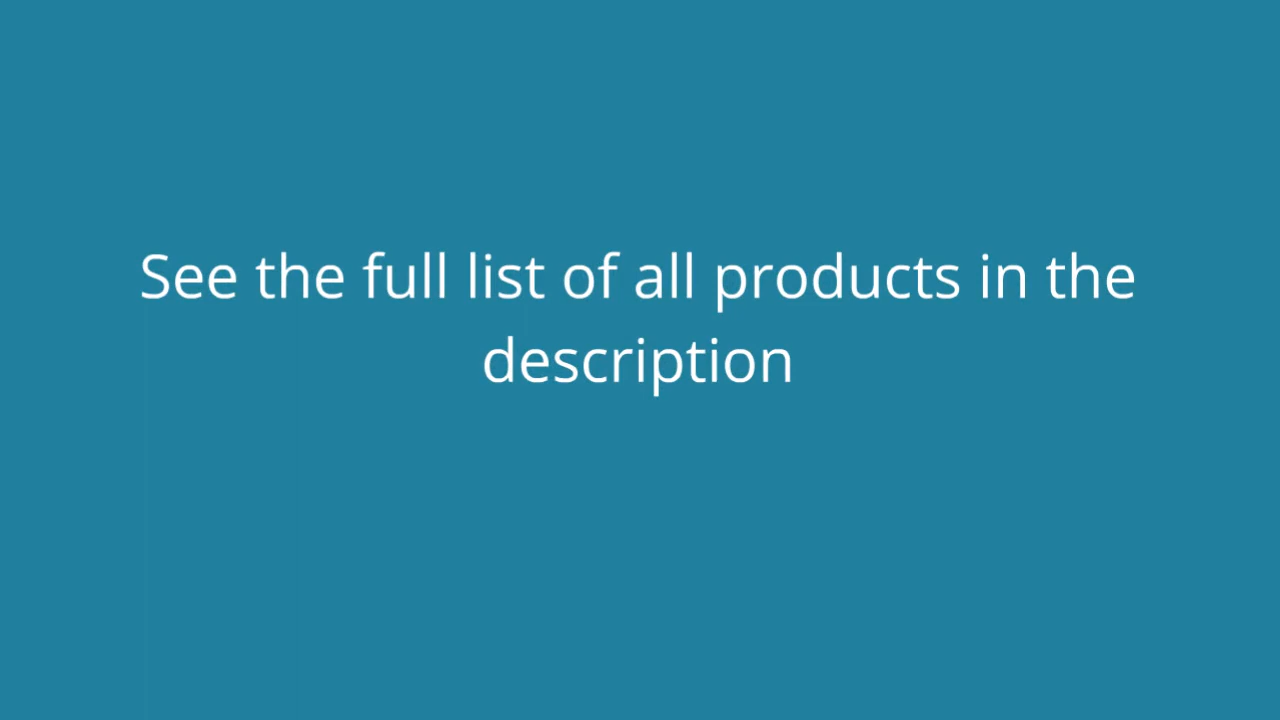 See the full list of all products in the
description